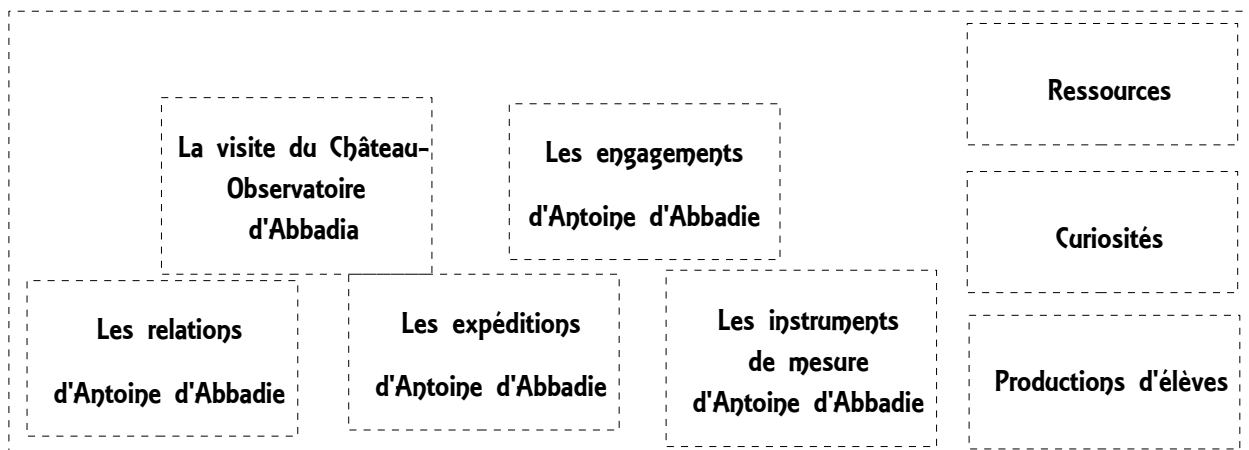 La visite du Château-
Observatoire
d'Abbadia
Les engagements
d'Antoine d'Abbadie
Les relations
d'Antoine d'Abbadie
Les expéditions
d'Antoine d'Abbadie
Les instruments
de mesure
d'Antoine d'Abbadie
Ressources
Curiosités
Productions d'élèves